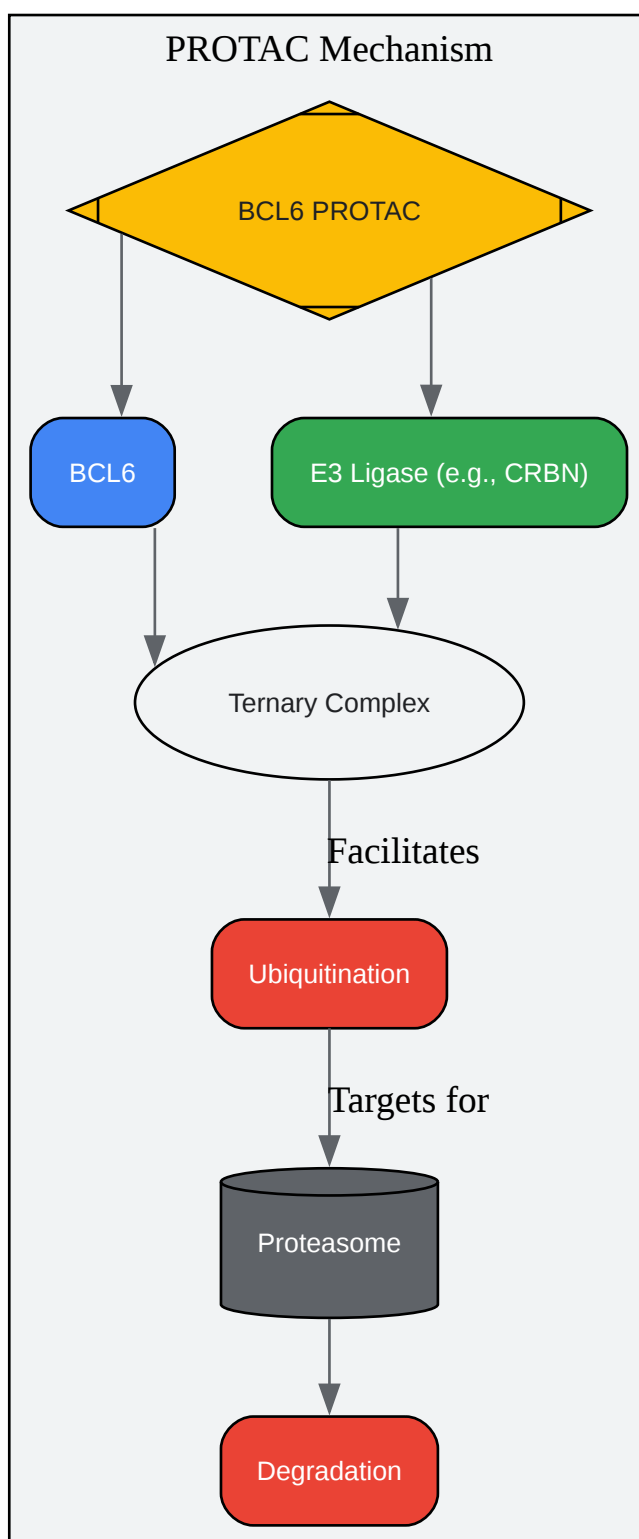 PROTAC Mechanism
BCL6 PROTAC
BCL6
E3 Ligase (e.g., CRBN)
Ternary Complex
Facilitates
Ubiquitination
Targets for
Proteasome
Degradation